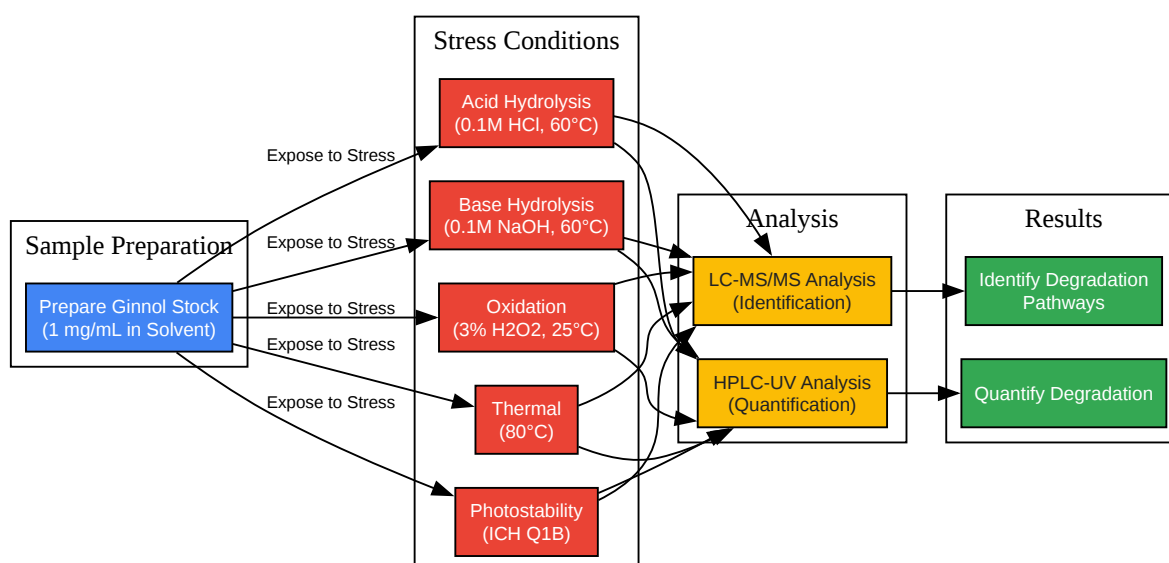 Sample Preparation
Prepare Ginnol Stock
(1 mg/mL in Solvent)
Expose to Stress
Expose to Stress
Expose to Stress
Expose to Stress
Expose to Stress
Stress Conditions
Acid Hydrolysis
(0.1M HCl, 60°C)
Base Hydrolysis
(0.1M NaOH, 60°C)
Oxidation
(3% H2O2, 25°C)
Thermal
(80°C)
Photostability
(ICH Q1B)
Analysis
LC-MS/MS Analysis
(Identification)
HPLC-UV Analysis
(Quantification)
Results
Identify Degradation
Pathways
Quantify Degradation